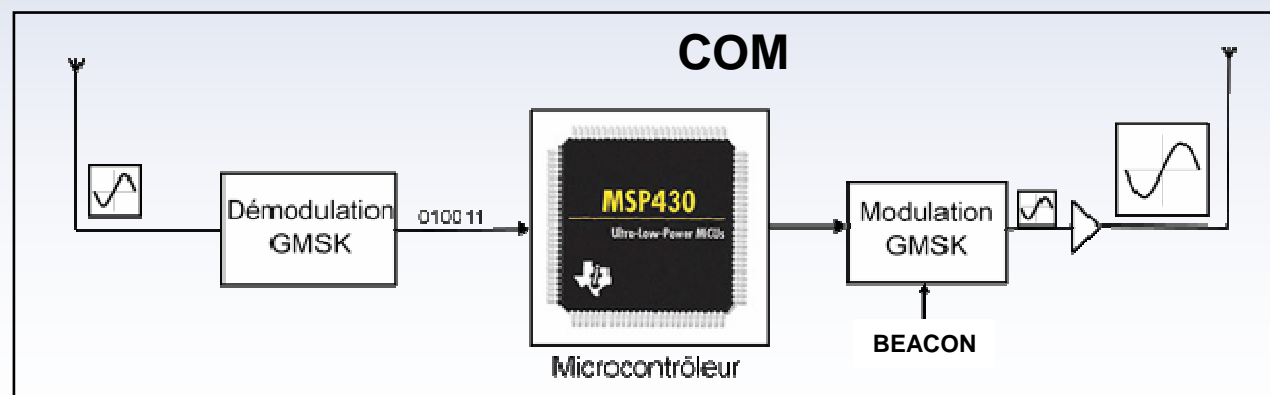 COM
Démodulation
GMSK
010011
MSP430
Ultra-Low-Power MCUs
Microcontrôleur
Modulation
GMSK
BEACON